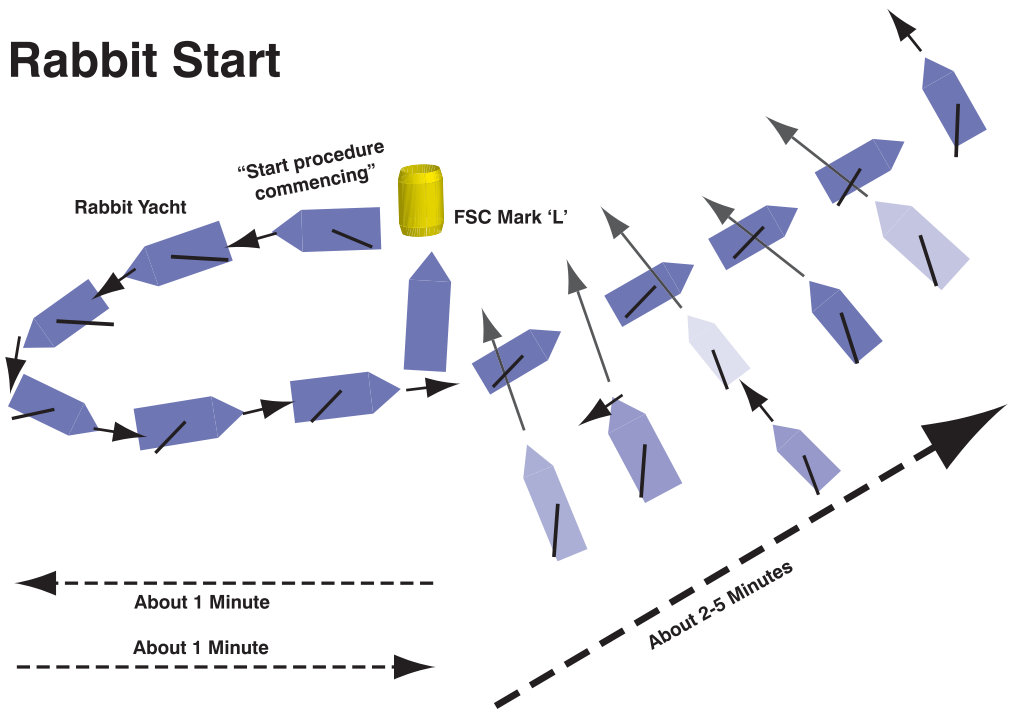 Rabbit Start
“Start procedure
commencing”
Rabbit Yacht
FSC Mark ‘L’
About 1 Minute
About 1 Minute
About 2-5 Minutes